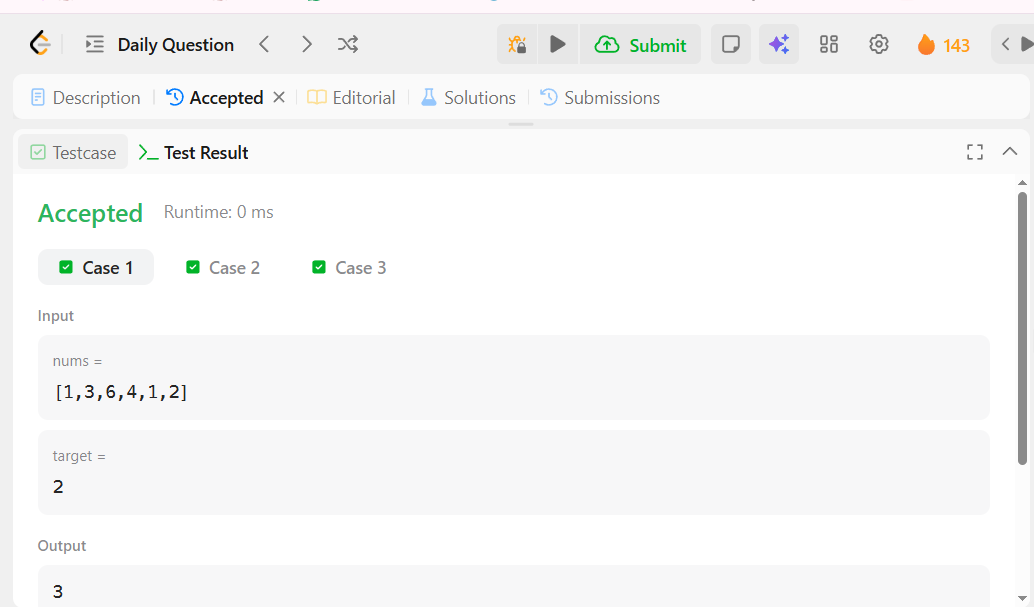 Daily Question
Submit
143
Description
Accepted
Editorial
Solutions
Submissions
Testcase
Test Result
Accepted
Runtime: 0 ms
Case 1
Case 2
Case 3
Input
nums =
[1,3,6,4,1,2]
target =
2
Output
3